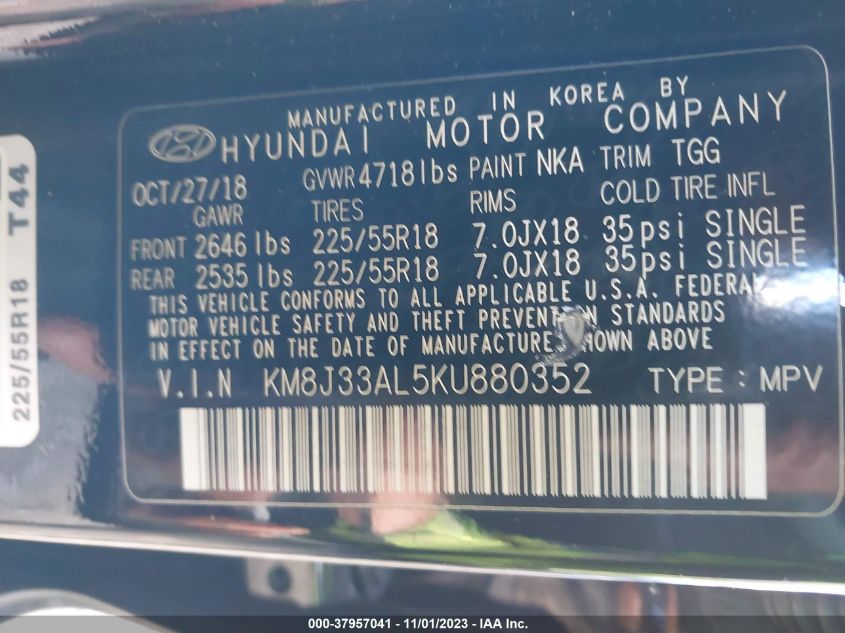 MANUFACTURED IN KOREA BY
HYUNDAI MOTOR COMPANY
OCT/27/18 GVWR 4718lbs PAINT NKA TRIM TGG
GAWR TIRES RIMS COLD TIRE INFL
FRONT 2646 lbs 225/55R18 7.0JX18 35psi SINGLE
REAR 2535 lbs 225/55R18 7.0JX18 35psi SINGLE
THIS VEHICLE CONFORMS TO ALL APPLICABLE U.S.A. FEDERAL
MOTOR VEHICLE SAFETY AND THEFT PREVENTION STANDARDS
IN EFFECT ON THE DATE OF MANUFACTURE SHOWN ABOVE
V.I.N KM8J33AL5KU880352 TYPE : MPV
225/55R18 T44
000-37957041 - 11/01/2023 - IAA Inc.